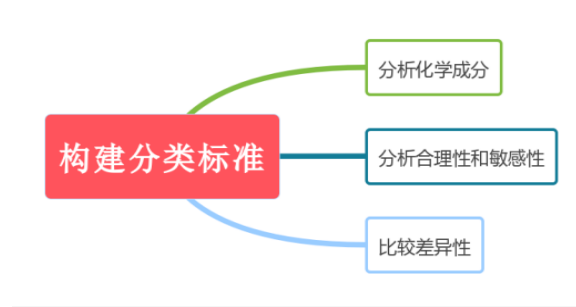 构建分类标准
分析化学成分
分析合理性和敏感性
比较差异性